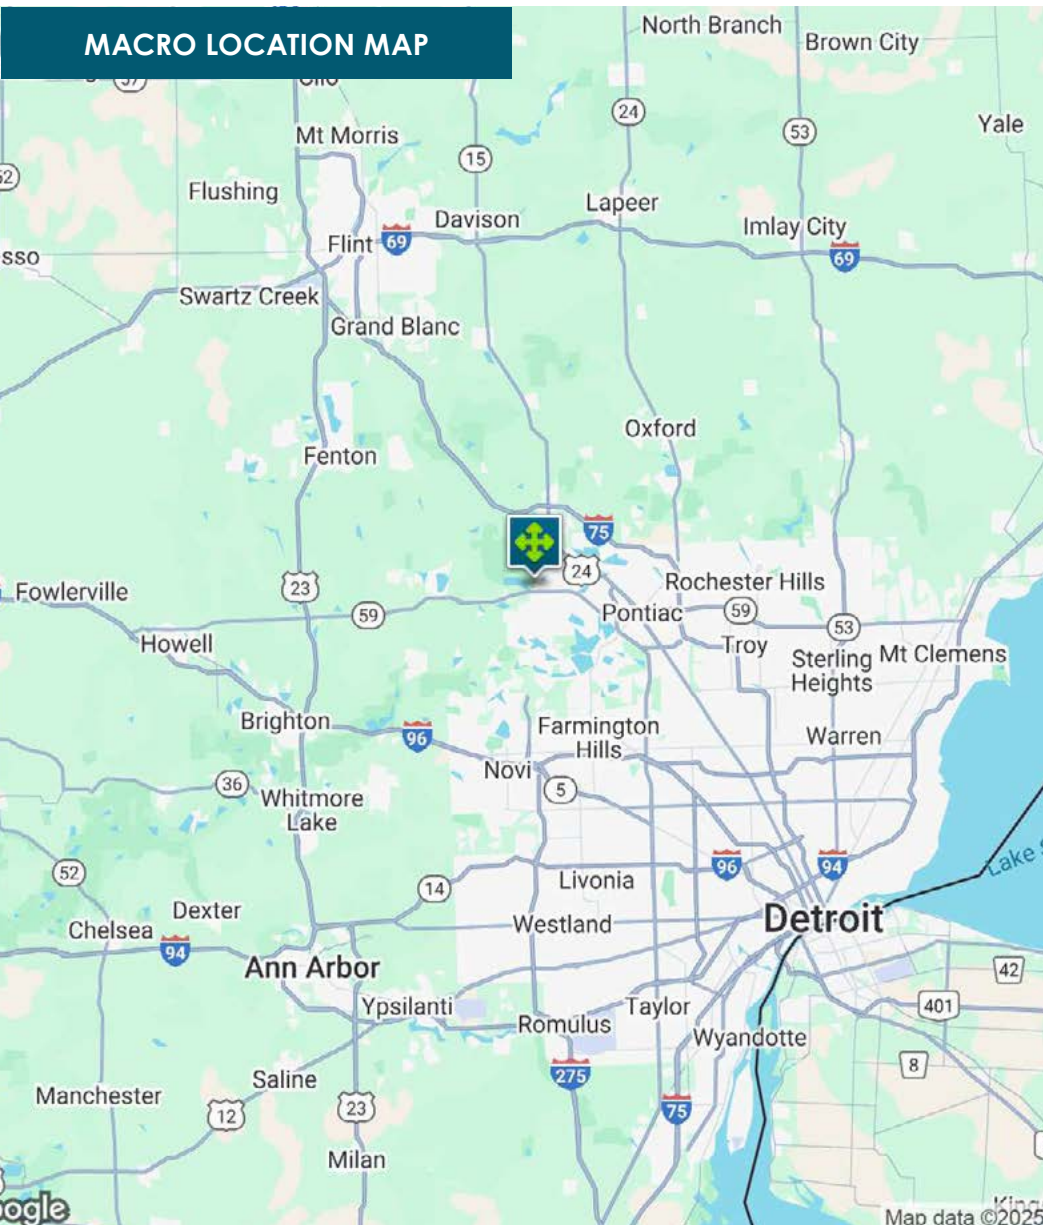 MACRO LOCATION MAP
North Branch
Brown City
24
53
Yale
Mt Morris
15
52
Flushing
Lapeer
Davison
Imlay City
Flint
69
69
Swartz Creek
Grand Blanc
Oxford
Fenton
75
24
Rochester Hills
23
Fowlerville
59
Pontiac
59
53
Howell
Troy
Sterling
Heights
Mt Clemens
Brighton
Farmington
Hills
96
Warren
Novi
5
36
Whitmore
Lake
Lake
96
94
52
Livonia
14
Dexter
Detroit
Westland
Chelsea
94
Ann Arbor
42
Ypsilanti
Taylor
401
Romulus
Wyandotte
8
275
Saline
Manchester
12
23
75
Milan
Map data ©2025